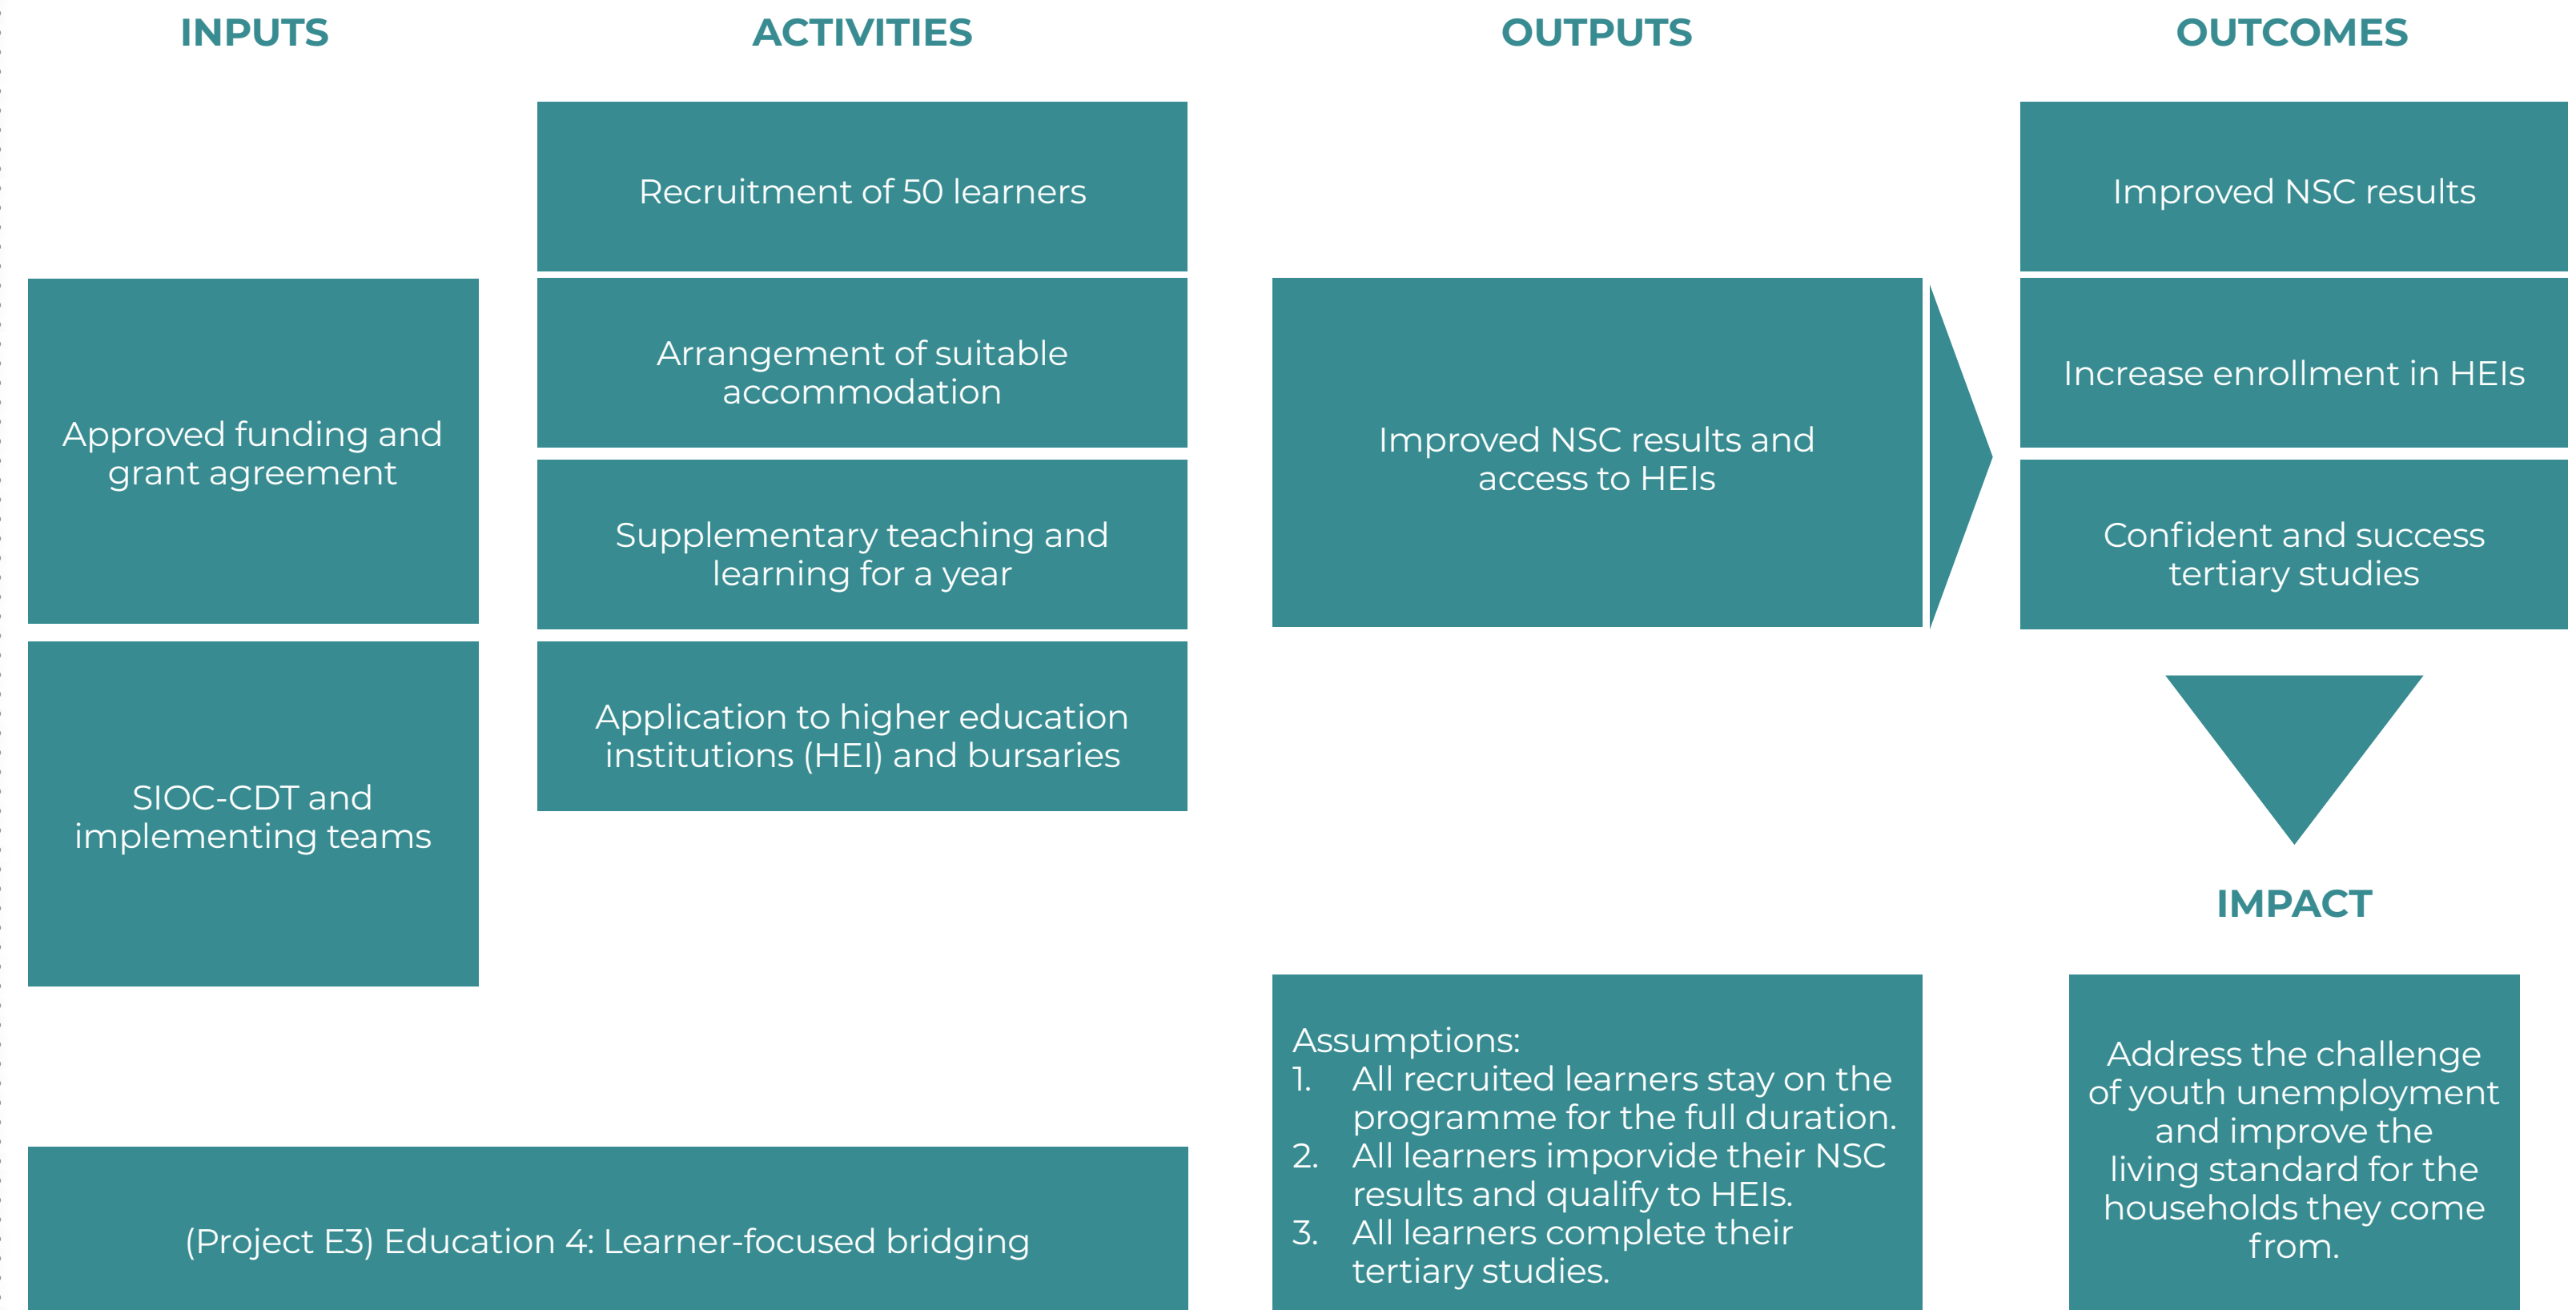 INPUTS
ACTIVITIES
OUTPUTS
OUTCOMES
Approved funding and
grant agreement
SIOC-CDT and
implementing teams
Recruitment of 50 learners
Arrangement of suitable
accommodation
Supplementary teaching and
learning for a year
Application to higher education
institutions (HEI) and bursaries
Improved NSC results and
access to HEIs
Improved NSC results
Increase enrollment in HEIs
Confident and success
tertiary studies
IMPACT
Address the challenge
of youth unemployment
and improve the
living standard for the
households they come
from.
Assumptions:
1. All recruited learners stay on the
programme for the full duration.
2. All learners imporvide their NSC
results and qualify to HEIs.
3. All learners complete their
tertiary studies.
(Project E3) Education 4: Learner-focused bridging